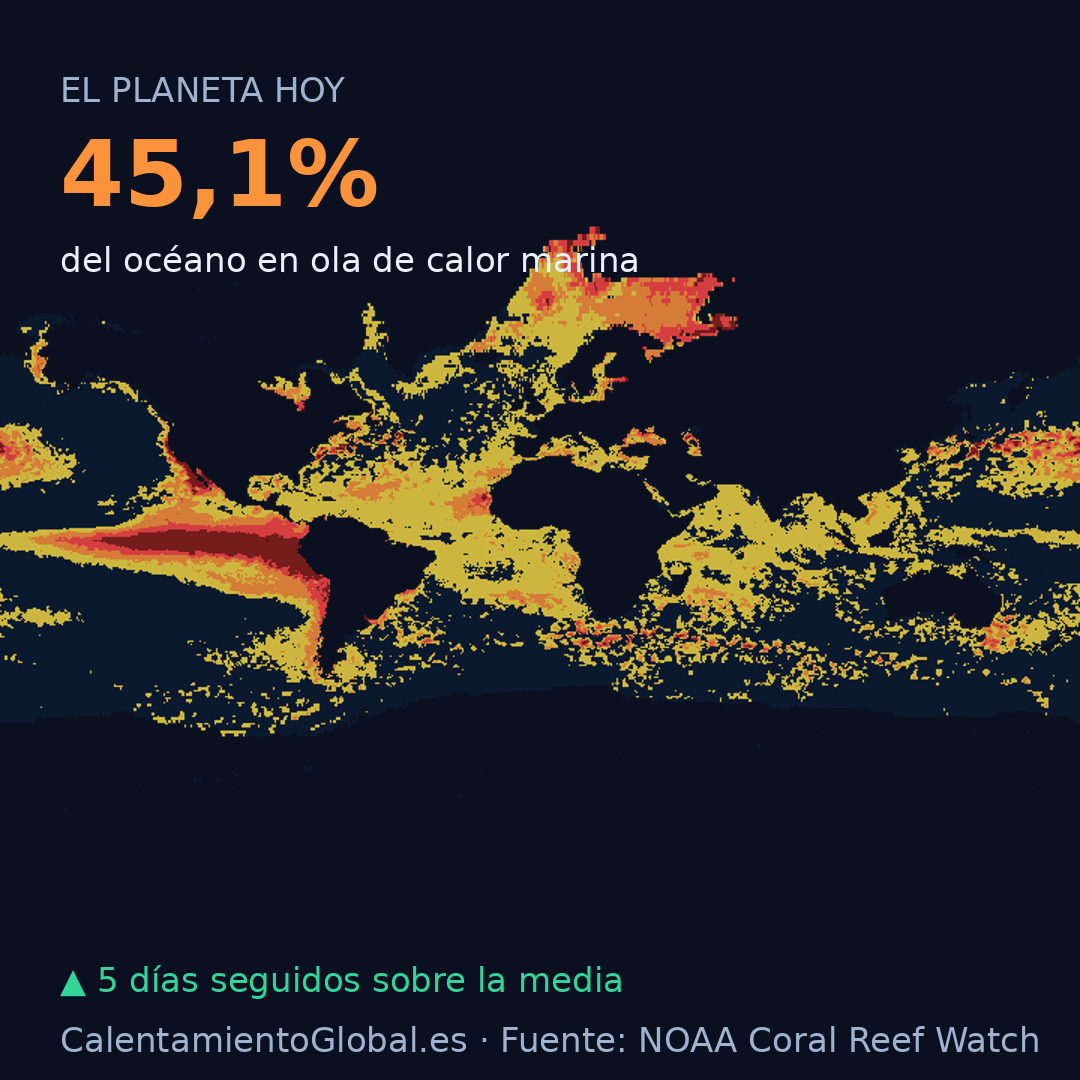 EL PLANETA HOY
45,1%
del océano en ola de calor marina
▲ 5 días seguidos sobre la media
CalentamientoGlobal.es · Fuente: NOAA Coral Reef Watch